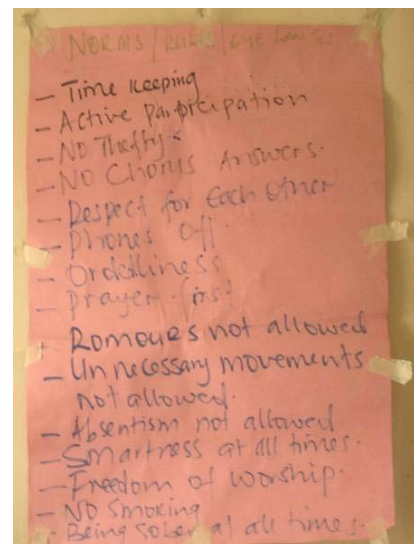 NORMS / RULES / BYE LAWS:
- Time Keeping
- Active Participation
- NO Thefty
- NO Chorus Answers.
- Respect for Each Other
- Phones Off.
- Orderliness
- Prayer first
- Romours not allowed
- Unnecessary movements
not allowed.
- Absentism not allowed
- Smartness at all times.
- Freedom of worship.
- NO Smoking
- Being Sober at all times.